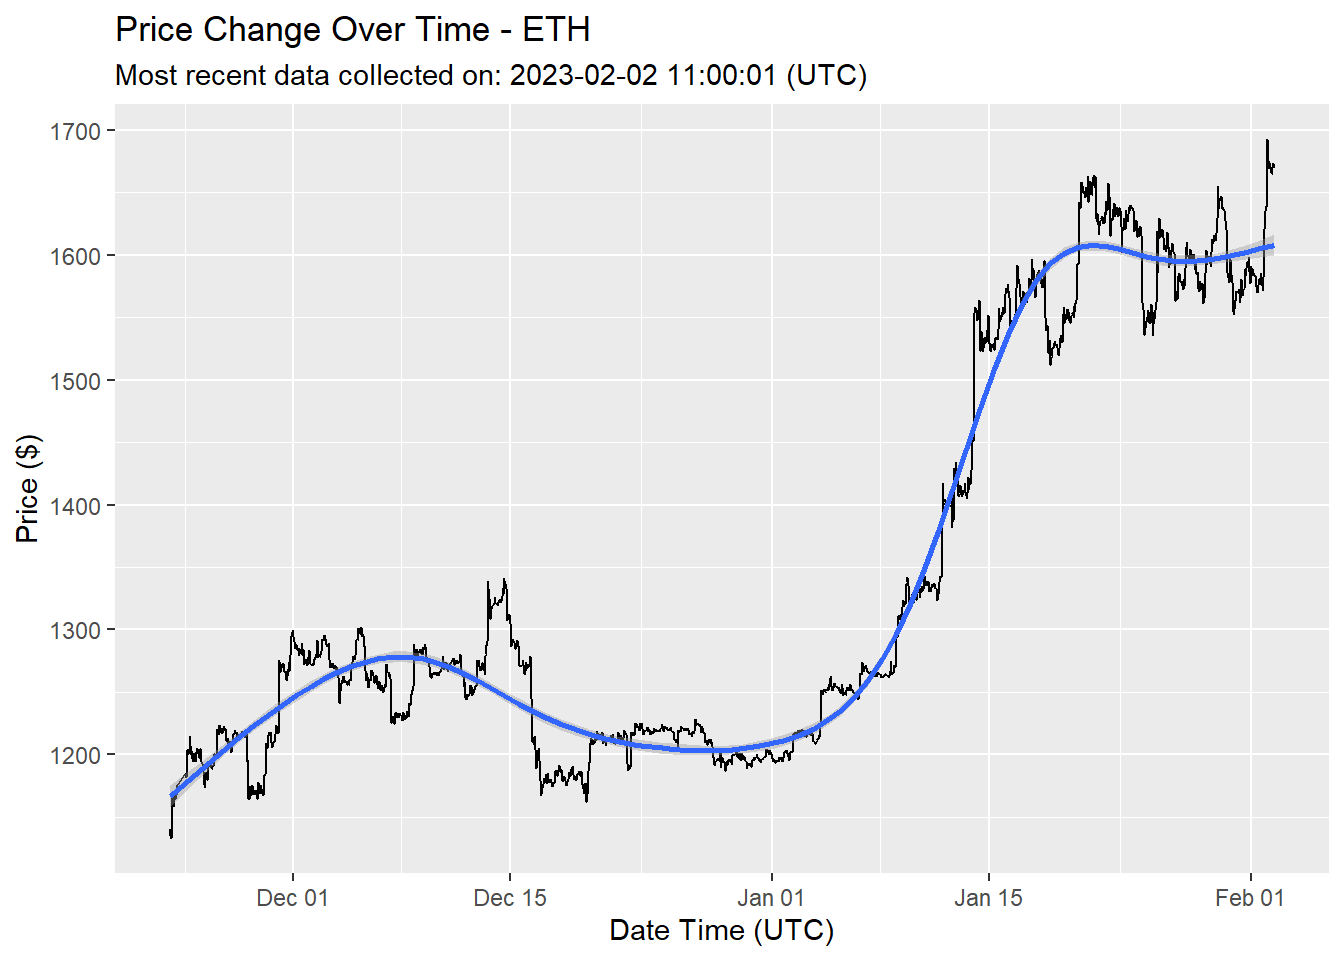 Price Change Over Time - ETH
Most recent data collected on: 2023-02-02 11:00:01 (UTC)
Price ($)
1700
1600
1500
1400
1300
1200
Dec 01
Dec 15
Jan 01
Jan 15
Feb 01
Date Time (UTC)